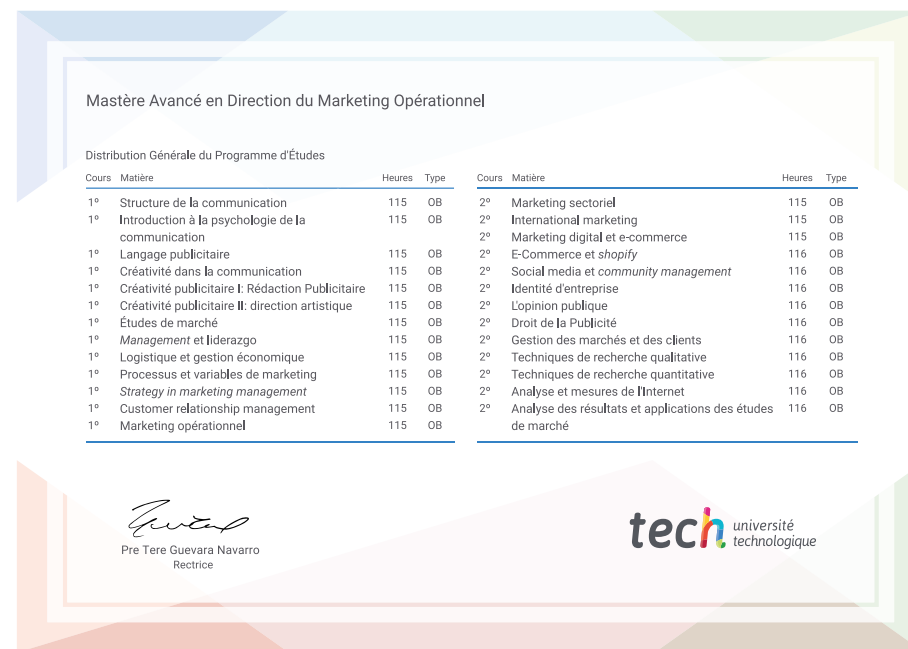 Mastère Avancé en Direction du Marketing Opérationnel
Distribution Générale du Programme d'Études
Cours Matière Heures Type
1º Structure de la communication 115 OB
1º Introduction à la psychologie de la 115 OB
communication
1º Langage publicitaire 115 OB
1º Créativité dans la communication 115 OB
1º Créativité publicitaire I: Rédaction Publicitaire 115 OB
1º Créativité publicitaire II: direction artistique 115 OB
1º Études de marché 115 OB
1º Management et liderazgo 115 OB
1º Logistique et gestion économique 115 OB
1º Processus et variables de marketing 115 OB
1º Strategy in marketing management 115 OB
1º Customer relationship management 115 OB
1º Marketing opérationnel 115 OB
Cours Matière Heures Type
2º Marketing sectoriel 115 OB
2º International marketing 115 OB
2º Marketing digital et e-commerce 115 OB
2º E-Commerce et shopify 116 OB
2º Social media et community management 116 OB
2º Identité d'entreprise 116 OB
2º L'opinion publique 116 OB
2º Droit de la Publicité 116 OB
2º Gestion des marchés et des clients 116 OB
2º Techniques de recherche qualitative 116 OB
2º Techniques de recherche quantitative 116 OB
2º Analyse et mesures de l'Internet 116 OB
2º Analyse des résultats et applications des études 116 OB
de marché
Pre Tere Guevara Navarro
Rectrice
tech université
technologique